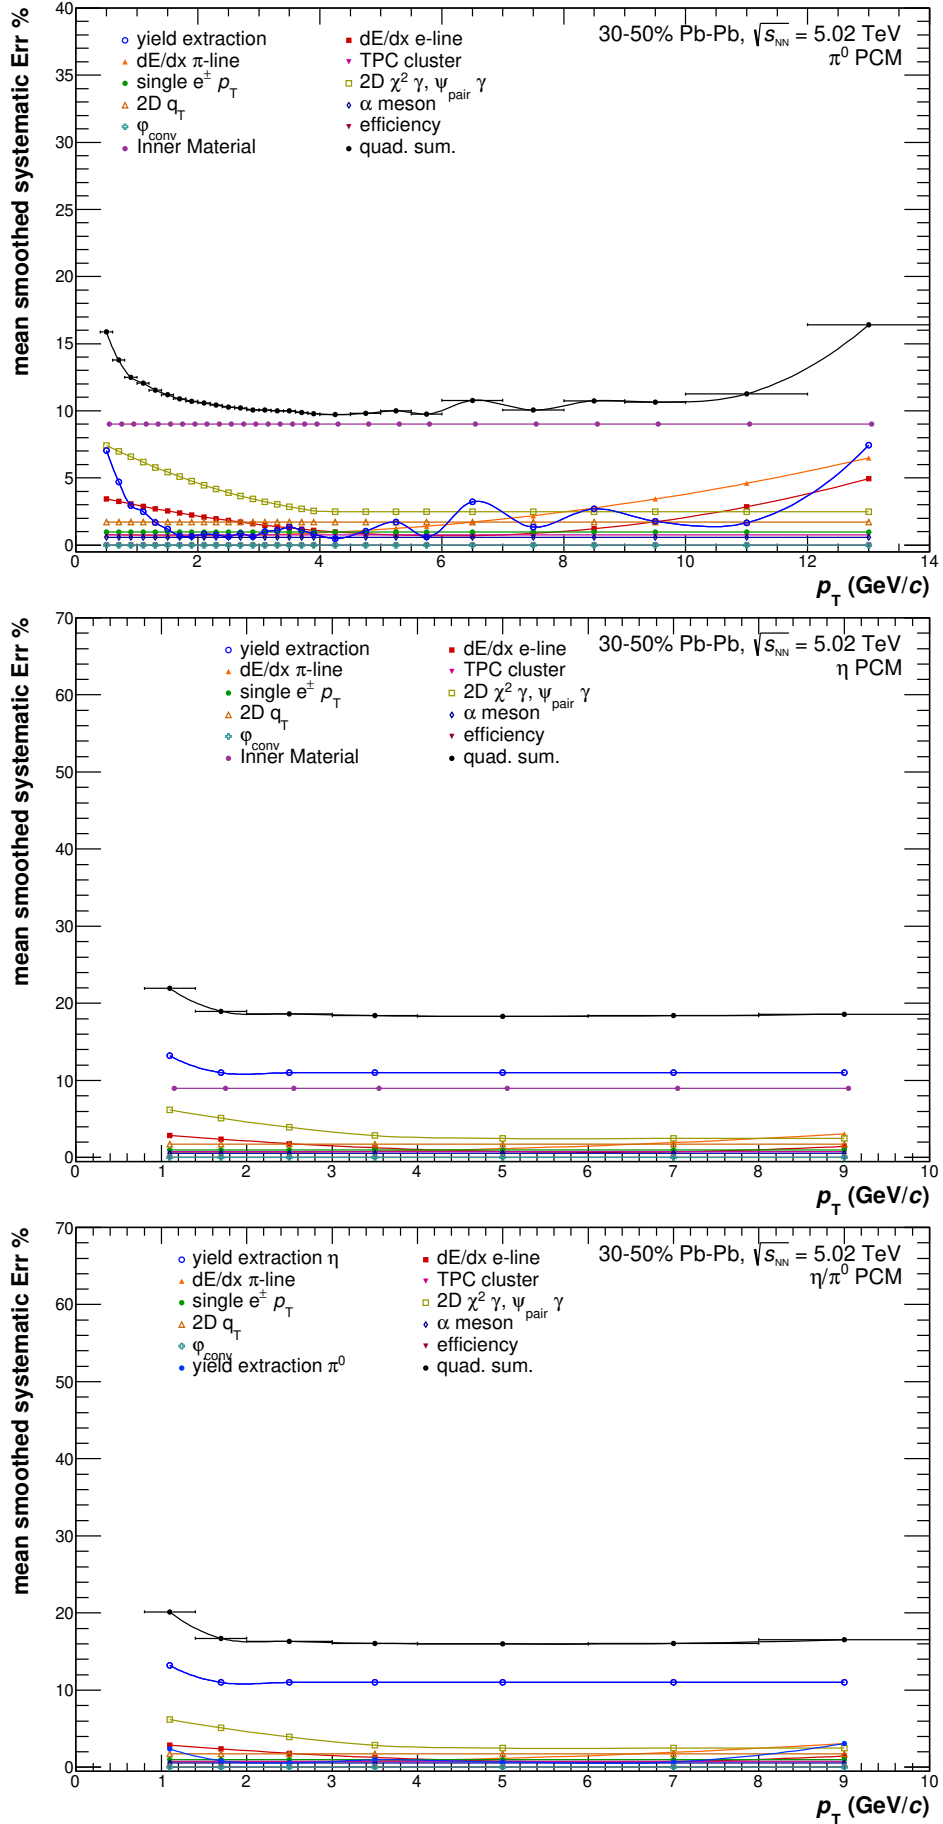 mean smoothed systematic Err %
40
35
30
25
20
15
10
5
0
yield extraction
dE/dx π-line
single e± pT
2D qT
φconv
Inner Material
dE/dx e-line
TPC cluster
2D χ² γ, ψpair γ
α meson
efficiency
quad. sum.
30-50% Pb-Pb, √sNN = 5.02 TeV
π⁰ PCM
0 2 4 6 8 10 12 14
pT (GeV/c)
mean smoothed systematic Err %
70
60
50
40
30
20
10
0
yield extraction
dE/dx π-line
single e± pT
2D qT
φconv
Inner Material
dE/dx e-line
TPC cluster
2D χ² γ, ψpair γ
α meson
efficiency
quad. sum.
30-50% Pb-Pb, √sNN = 5.02 TeV
η PCM
0 1 2 3 4 5 6 7 8 9 10
pT (GeV/c)
mean smoothed systematic Err %
70
60
50
40
30
20
10
0
yield extraction η
dE/dx π-line
single e± pT
2D qT
φconv
yield extraction π⁰
dE/dx e-line
TPC cluster
2D χ² γ, ψpair γ
α meson
efficiency
quad. sum.
30-50% Pb-Pb, √sNN = 5.02 TeV
η/π⁰ PCM
0 1 2 3 4 5 6 7 8 9 10
pT (GeV/c)